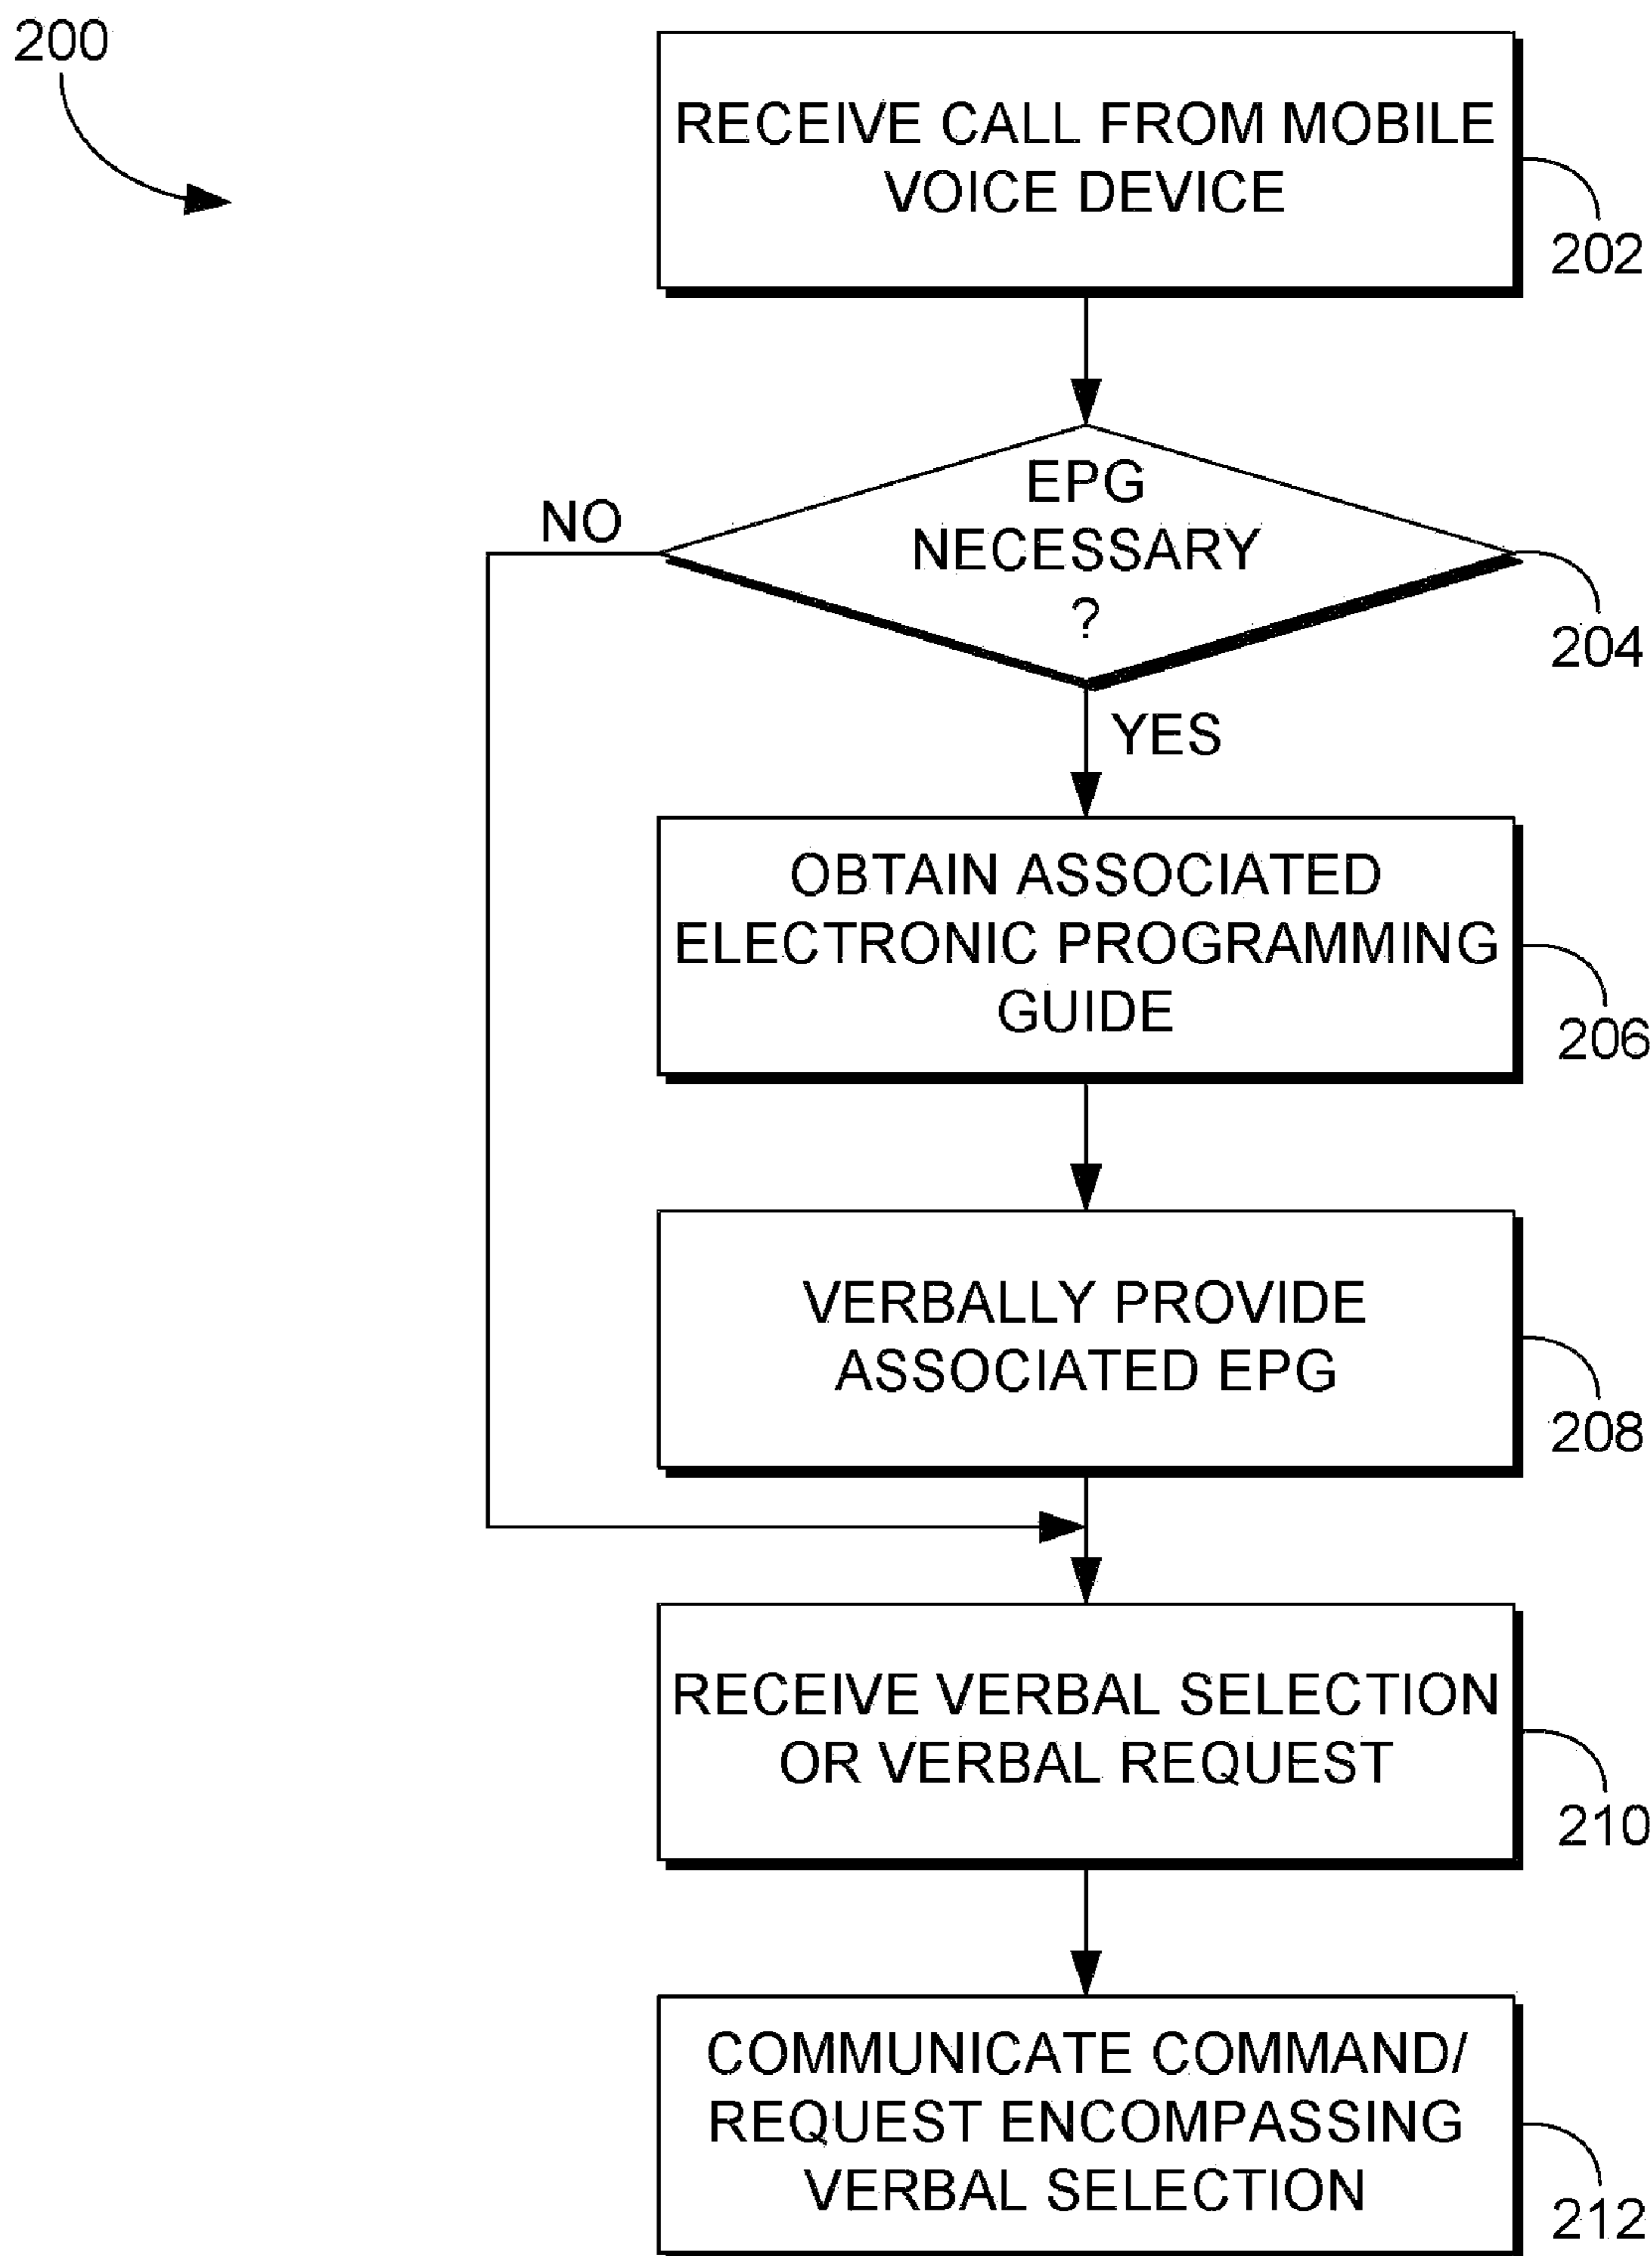 200
RECEIVE CALL FROM MOBILE
VOICE DEVICE
202
EPG
NECESSARY
?
NO
204
YES
OBTAIN ASSOCIATED
ELECTRONIC PROGRAMMING
GUIDE
206
VERBALLY PROVIDE
ASSOCIATED EPG
208
RECEIVE VERBAL SELECTION
OR VERBAL REQUEST
210
COMMUNICATE COMMAND/
REQUEST ENCOMPASSING
VERBAL SELECTION
212